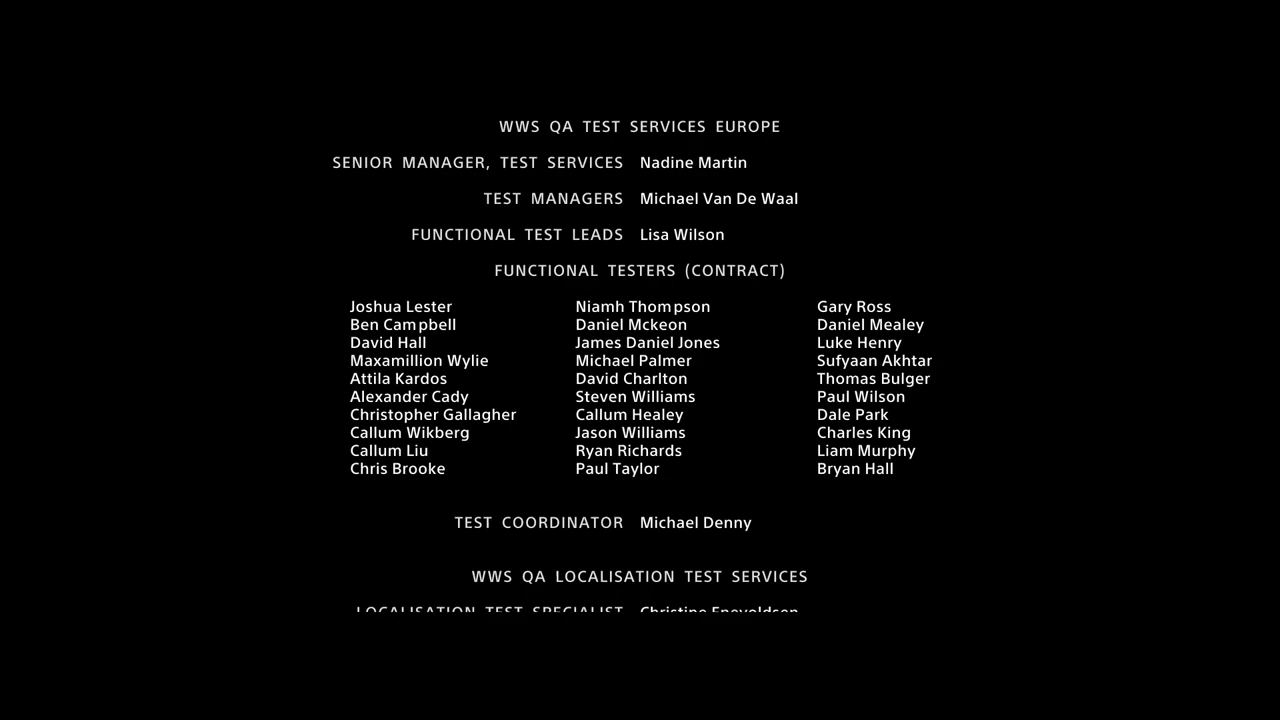 WWS QA TEST SERVICES EUROPE
SENIOR MANAGER, TEST SERVICES Nadine Martin
TEST MANAGERS Michael Van De Waal
FUNCTIONAL TEST LEADS Lisa Wilson
FUNCTIONAL TESTERS (CONTRACT)
Joshua Lester Niamh Thompson Gary Ross
Ben Campbell Daniel Mckeon Daniel Mealey
David Hall James Daniel Jones Luke Henry
Maxamillion Wylie Michael Palmer Sufyaan Akhtar
Attila Kardos David Charlton Thomas Bulger
Alexander Cady Steven Williams Paul Wilson
Christopher Gallagher Callum Healey Dale Park
Callum Wikberg Jason Williams Charles King
Callum Liu Ryan Richards Liam Murphy
Chris Brooke Paul Taylor Bryan Hall
TEST COORDINATOR Michael Denny
WWS QA LOCALISATION TEST SERVICES
LOCALISATION TEST SPECIALIST Christine Enevoldsen